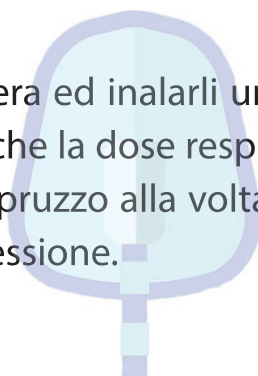 era ed inalarli un
che la dose resp
pruzzo alla volta
essione.